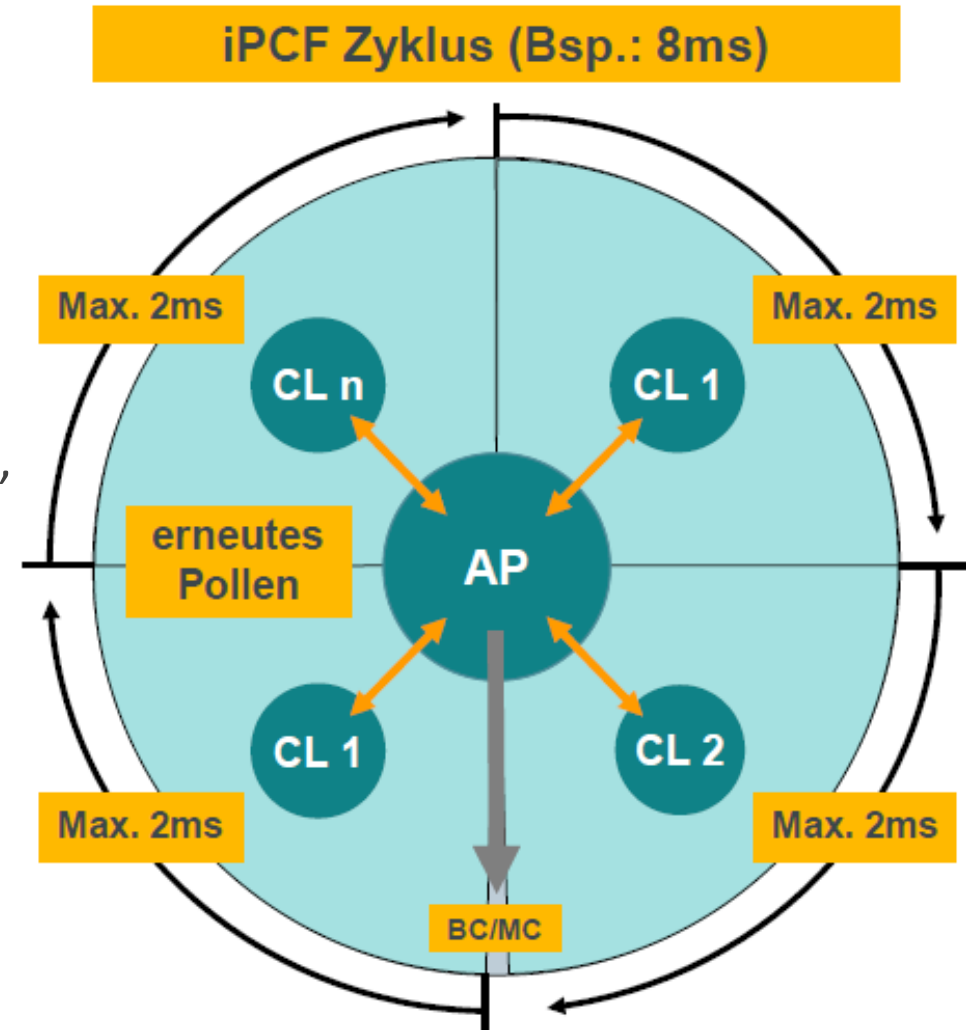 iPCF Zyklus (Bsp.: 8ms)
Max. 2ms
Max. 2ms
CL n
CL 1
,
erneutes
Pollen
AP
CL 1
CL 2
Max. 2ms
Max. 2ms
BC/MC